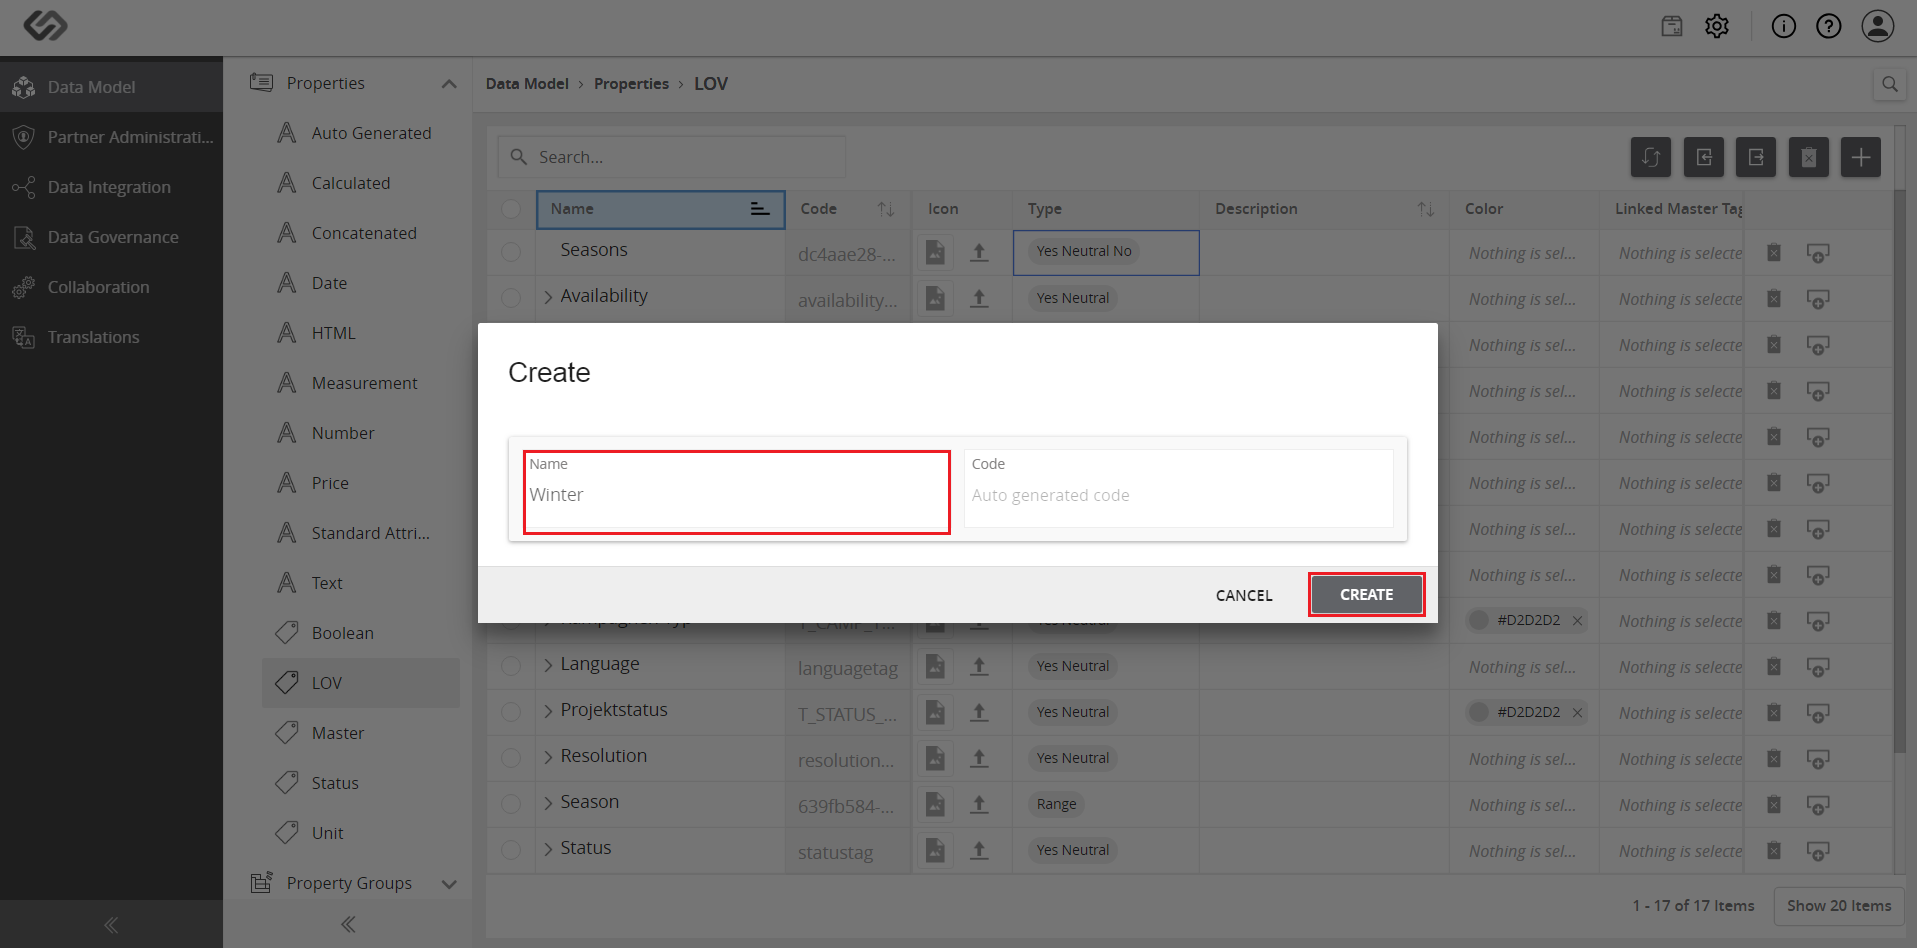 Data Model
Partner Administrati...
Data Integration
Data Governance
Collaboration
Translations
Properties
Auto Generated
Calculated
Concatenated
Date
HTML
Measurement
Number
Price
Standard Attri...
Text
Boolean
LOV
Master
Status
Unit
Property Groups
Data Model › Properties › LOV
Search...
Name Code Icon Type Description Color Linked Master Tag
Seasons dc4aae28-... Yes Neutral No Nothing is sel... Nothing is selecte
Availability availability... Yes Neutral Nothing is sel... Nothing is selecte
Nothing is sel... Nothing is selecte
Nothing is sel... Nothing is selecte
Nothing is sel... Nothing is selecte
Nothing is sel... Nothing is selecte
Nothing is sel... Nothing is selecte
Nothing is sel... Nothing is selecte
#D2D2D2 Nothing is selecte
Language languagetag Yes Neutral Nothing is sel... Nothing is selecte
Projektstatus T_STATUS_... Yes Neutral #D2D2D2 Nothing is selecte
Resolution resolution... Yes Neutral Nothing is sel... Nothing is selecte
Season 639fb584-... Range Nothing is sel... Nothing is selecte
Status statustag Yes Neutral Nothing is sel... Nothing is selecte
1 - 17 of 17 Items Show 20 Items
Create
Name
Winter
Code
Auto generated code
CANCEL CREATE